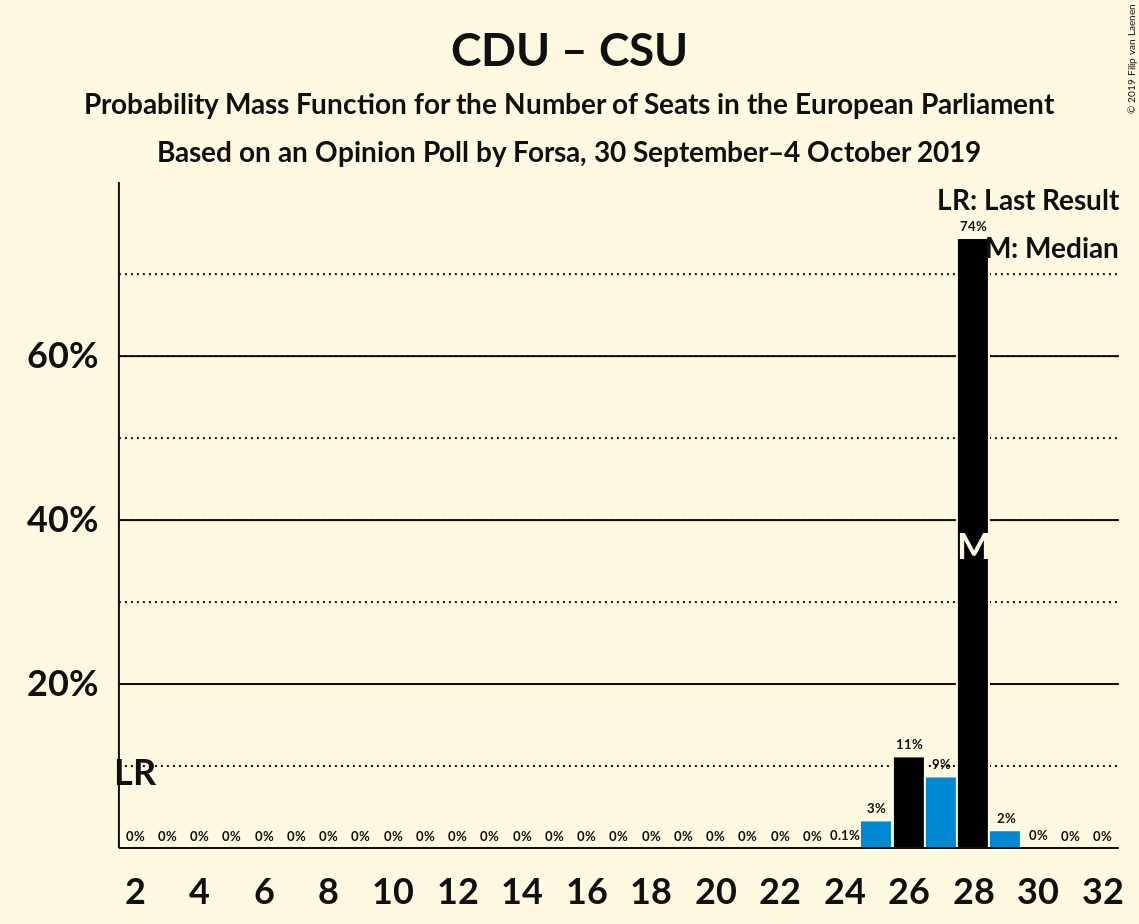 CDU – CSU
Probability Mass Function for the Number of Seats in the European Parliament
Based on an Opinion Poll by Forsa, 30 September–4 October 2019
© 2019 Filip van Laenen
LR: Last Result
M: Median
74%
60%
40%
M
20%
LR
11%
9%
3%
2%
0% 0% 0% 0% 0% 0% 0% 0% 0% 0% 0% 0% 0% 0% 0% 0% 0% 0% 0% 0% 0% 0% 0.1% 0% 0% 0%
2 4 6 8 10 12 14 16 18 20 22 24 26 28 30 32